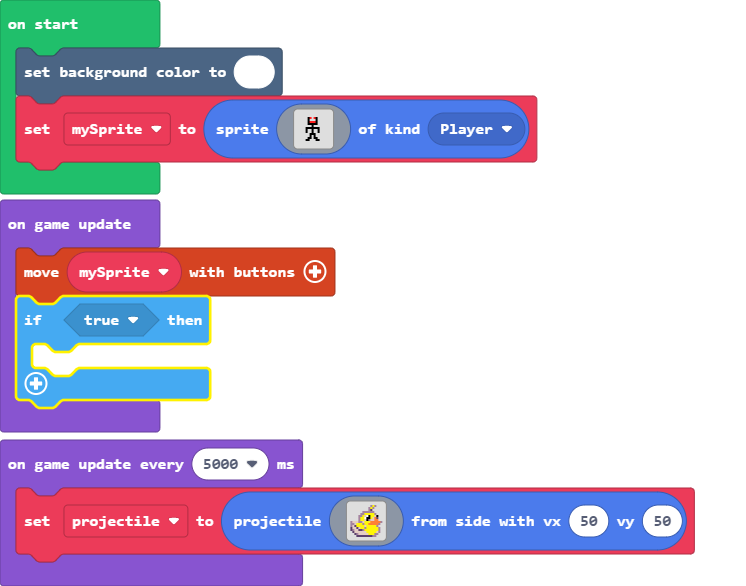 on start
set background color to
set mySprite to sprite of kind Player
on game update
move mySprite with buttons
if true then
on game update every 5000 ms
set projectile to projectile from side with vx 50 vy 50